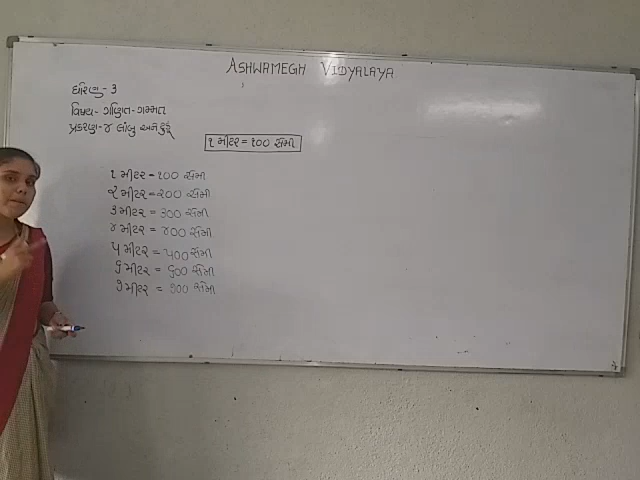 ASHWAMEGH VIDYALAYA
ધોરણ - ૩
વિષય - ગણિત - ગમ્મત
પ્રકરણ - ૪ લાંબુ અને ટૂંકું
૧ મીટર = ૧૦૦ સેમી
૧ મીટર = ૧૦૦ સેમી
૨ મીટર = ૨૦૦ સેમી
૩ મીટર = ૩૦૦ સેમી
૪ મીટર = ૪૦૦ સેમી
૫ મીટર = ૫૦૦ સેમી
૬ મીટર = ૬૦૦ સેમી
૭ મીટર = ૭૦૦ સેમી